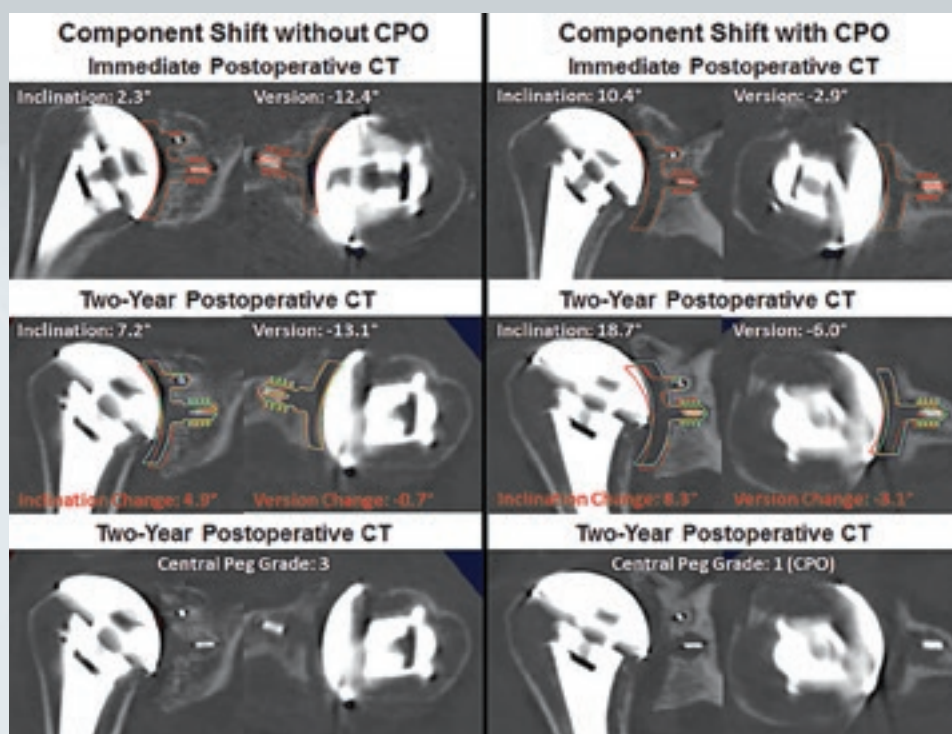 Component Shift without CPO
Immediate Postoperative CT
Inclination: 2.3° Version: -12.4°
Two-Year Postoperative CT
Inclination: 7.2° Version: -13.1°
Inclination Change: 4.9° Version Change: -0.7°
Two-Year Postoperative CT
Central Peg Grade: 3
Component Shift with CPO
Immediate Postoperative CT
Inclination: 10.4° Version: -2.9°
Two-Year Postoperative CT
Inclination: 18.7° Version: -6.0°
Inclination Change: 8.3° Version Change: -3.1°
Two-Year Postoperative CT
Central Peg Grade: 1 (CPO)